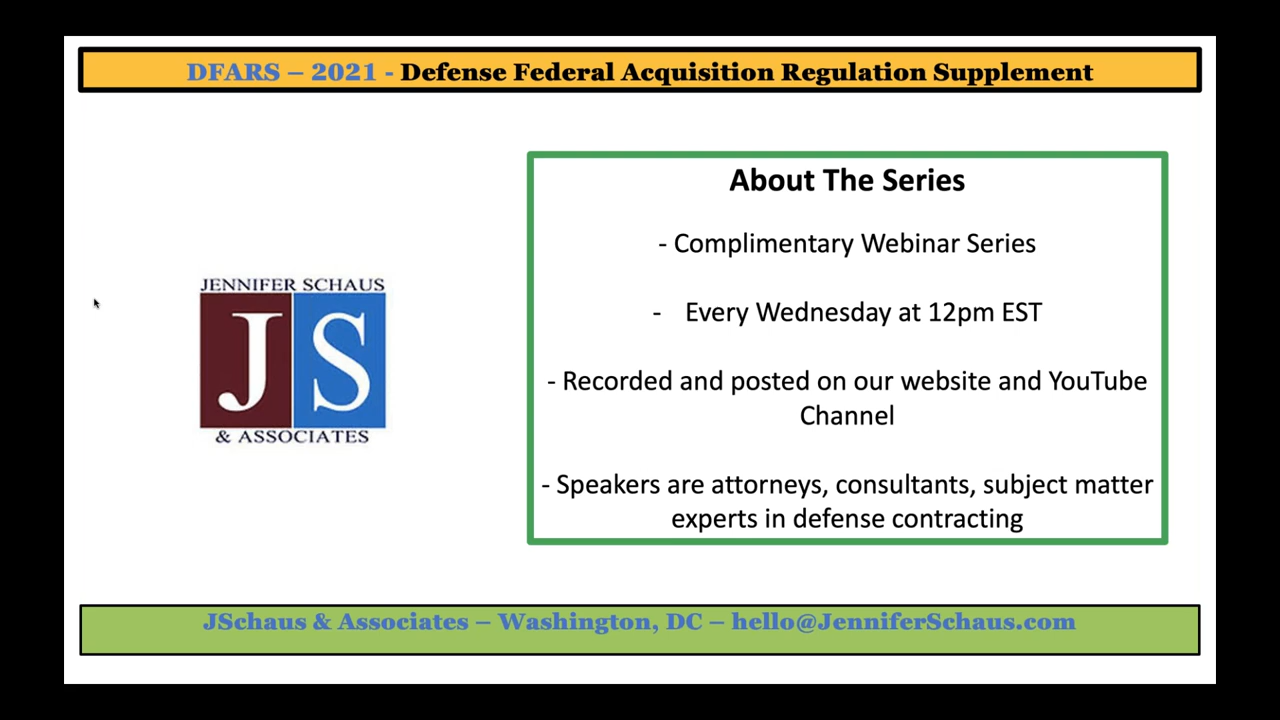 DFARS – 2021 - Defense Federal Acquisition Regulation Supplement
About The Series
- Complimentary Webinar Series
- Every Wednesday at 12pm EST
- Recorded and posted on our website and YouTube
Channel
- Speakers are attorneys, consultants, subject matter
experts in defense contracting
JENNIFER SCHAUS
JS
& ASSOCIATES
JSchaus & Associates – Washington, DC – hello@JenniferSchaus.com